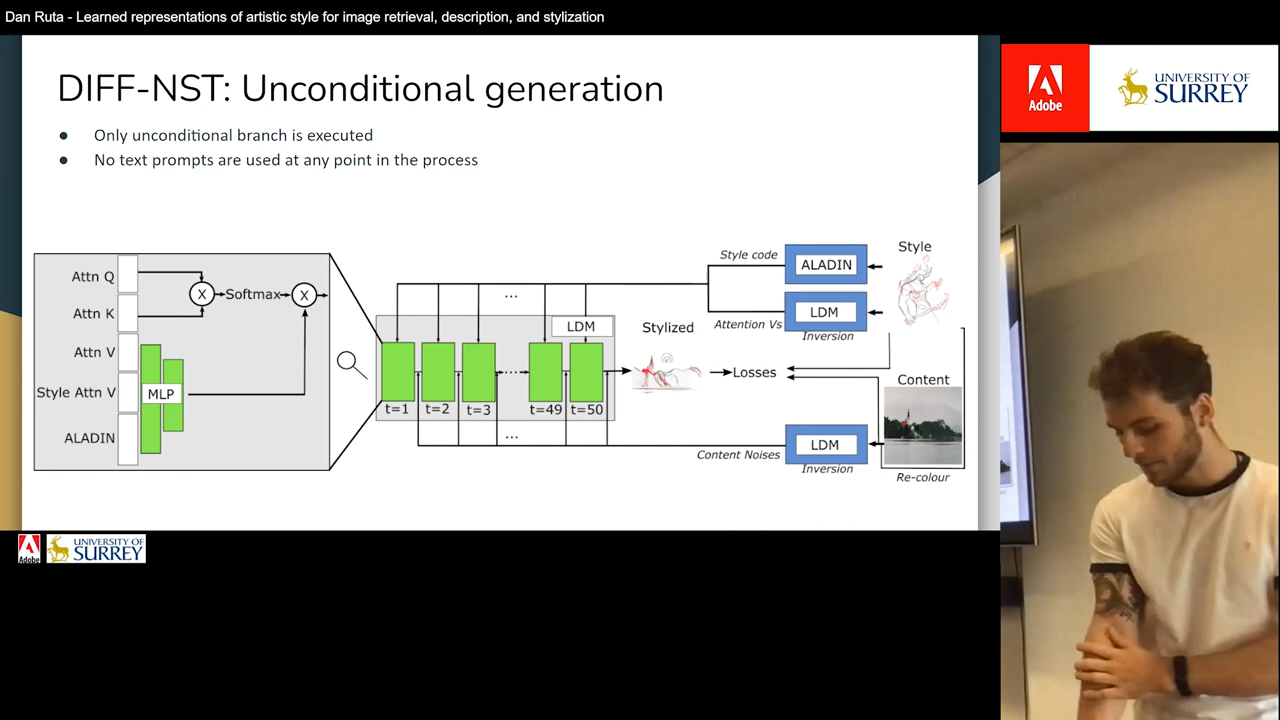 Dan Ruta - Learned representations of artistic style for image retrieval, description, and stylization
DIFF-NST: Unconditional generation
● Only unconditional branch is executed
● No text prompts are used at any point in the process
Attn Q
Attn K
Attn V
Style Attn V
ALADIN
MLP
X
Softmax
X
...
LDM
t=1
t=2
t=3
....
t=49
t=50
...
Stylized
Losses
Style code
ALADIN
Style
Attention Vs
LDM
Inversion
Content
Content Noises
LDM
Inversion
Re-colour
Adobe
UNIVERSITY OF
SURREY
Adobe
UNIVERSITY OF
SURREY